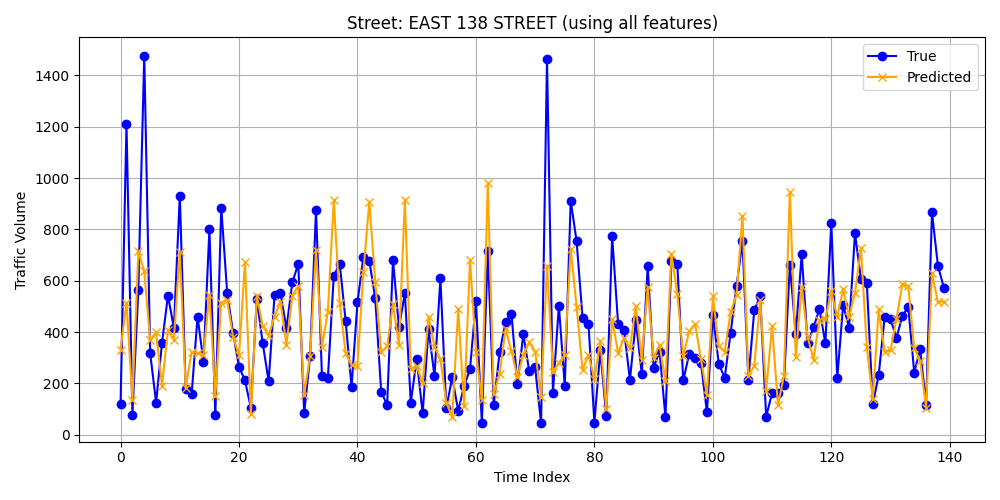 Street: EAST 138 STREET (using all features)
True
Predicted
Traffic Volume
1400
1200
1000
800
600
400
200
0
0 20 40 60 80 100 120 140
Time Index